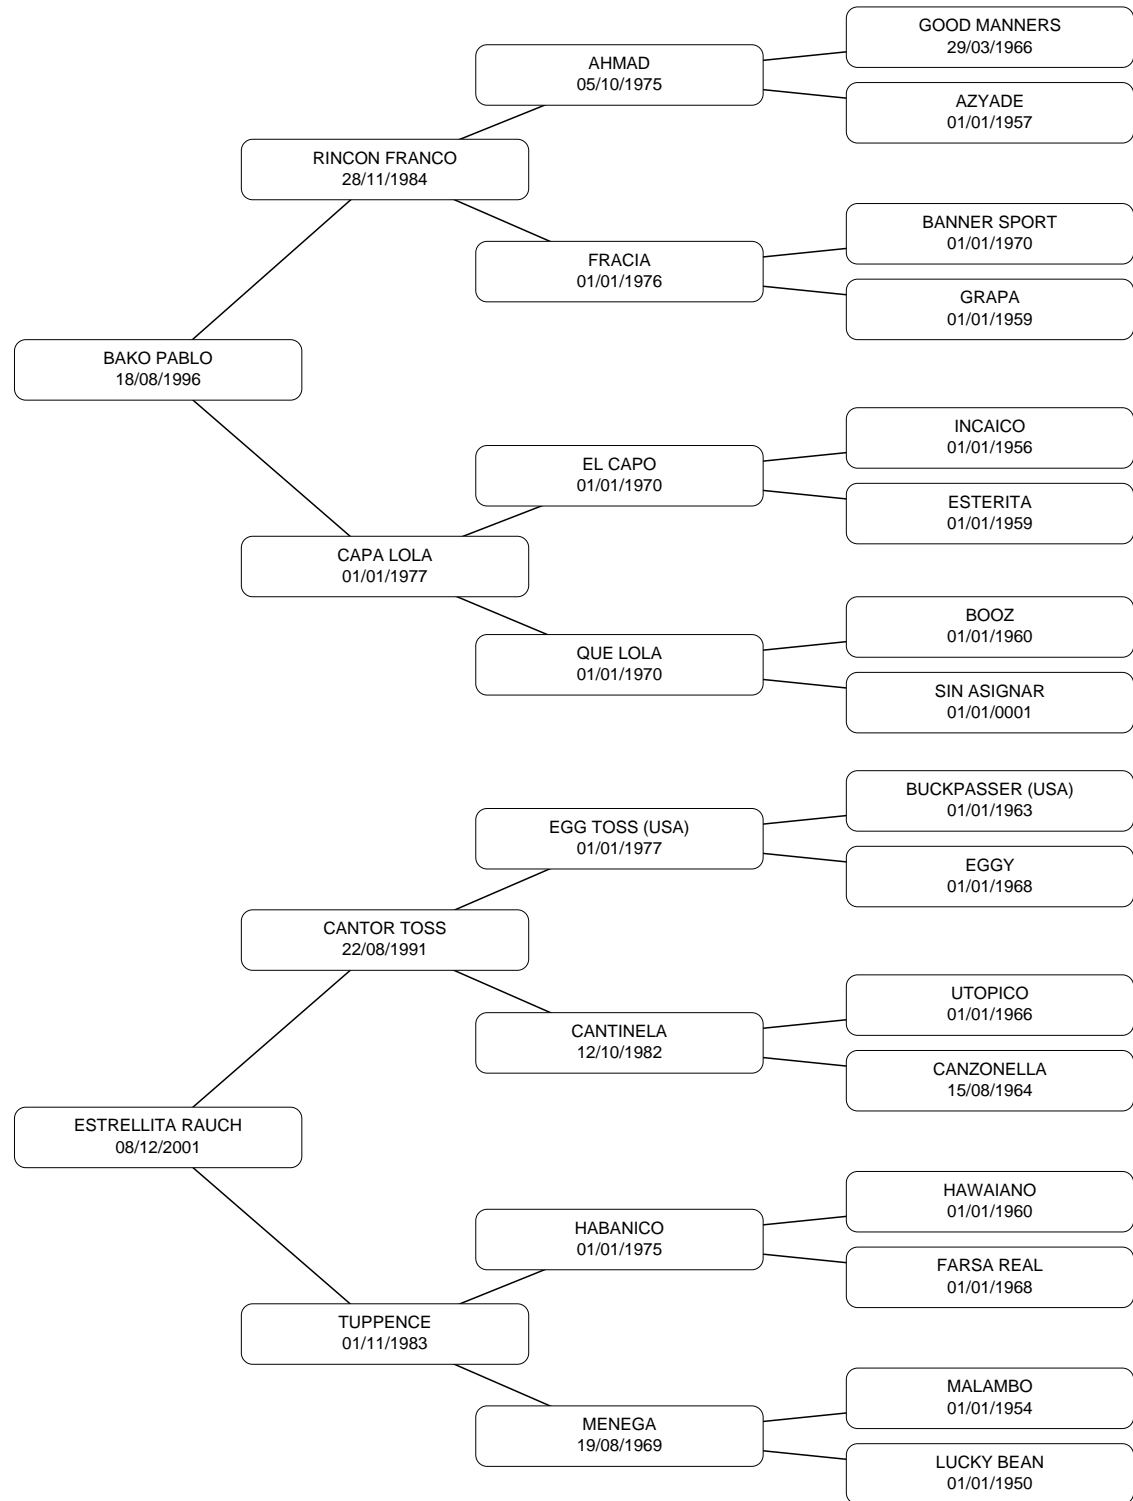 GOOD MANNERS
29/03/1966
AHMAD
05/10/1975
AZYADE
01/01/1957
RINCON FRANCO
28/11/1984
BANNER SPORT
01/01/1970
FRACIA
01/01/1976
GRAPA
01/01/1959
BAKO PABLO
18/08/1996
INCAICO
01/01/1956
EL CAPO
01/01/1970
ESTERITA
01/01/1959
CAPA LOLA
01/01/1977
BOOZ
01/01/1960
QUE LOLA
01/01/1970
SIN ASIGNAR
01/01/0001
BUCKPASSER (USA)
01/01/1963
EGG TOSS (USA)
01/01/1977
EGGY
01/01/1968
CANTOR TOSS
22/08/1991
UTOPICO
01/01/1966
CANTINELA
12/10/1982
CANZONELLA
15/08/1964
ESTRELLITA RAUCH
08/12/2001
HAWAIANO
01/01/1960
HABANICO
01/01/1975
FARSA REAL
01/01/1968
TUPPENCE
01/11/1983
MALAMBO
01/01/1954
MENEGA
19/08/1969
LUCKY BEAN
01/01/1950